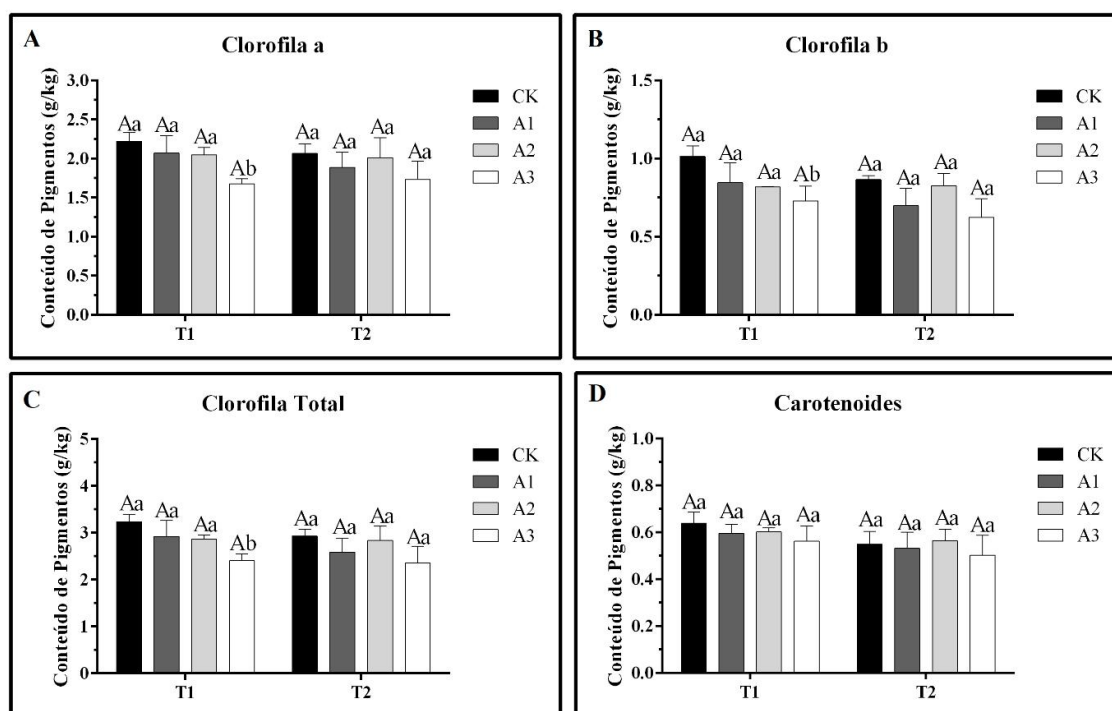 A
Clorofila a
Conteúdo de Pigmentos (g/kg)
3.0
2.5
2.0
1.5
1.0
0.5
0.0
Aa Aa Aa Ab Aa Aa Aa Aa
T1 T2
CK
A1
A2
A3
B
Clorofila b
Conteúdo de Pigmentos (g/kg)
1.5
1.0
0.5
0.0
Aa Aa Aa Ab Aa Aa Aa Aa
T1 T2
CK
A1
A2
A3
C
Clorofila Total
Conteúdo de Pigmentos (g/kg)
5
4
3
2
1
0
Aa Aa Aa Ab Aa Aa Aa Aa
T1 T2
CK
A1
A2
A3
D
Carotenoides
Conteúdo de Pigmentos (g/kg)
1.0
0.8
0.6
0.4
0.2
0.0
Aa Aa Aa Aa Aa Aa Aa Aa
T1 T2
CK
A1
A2
A3